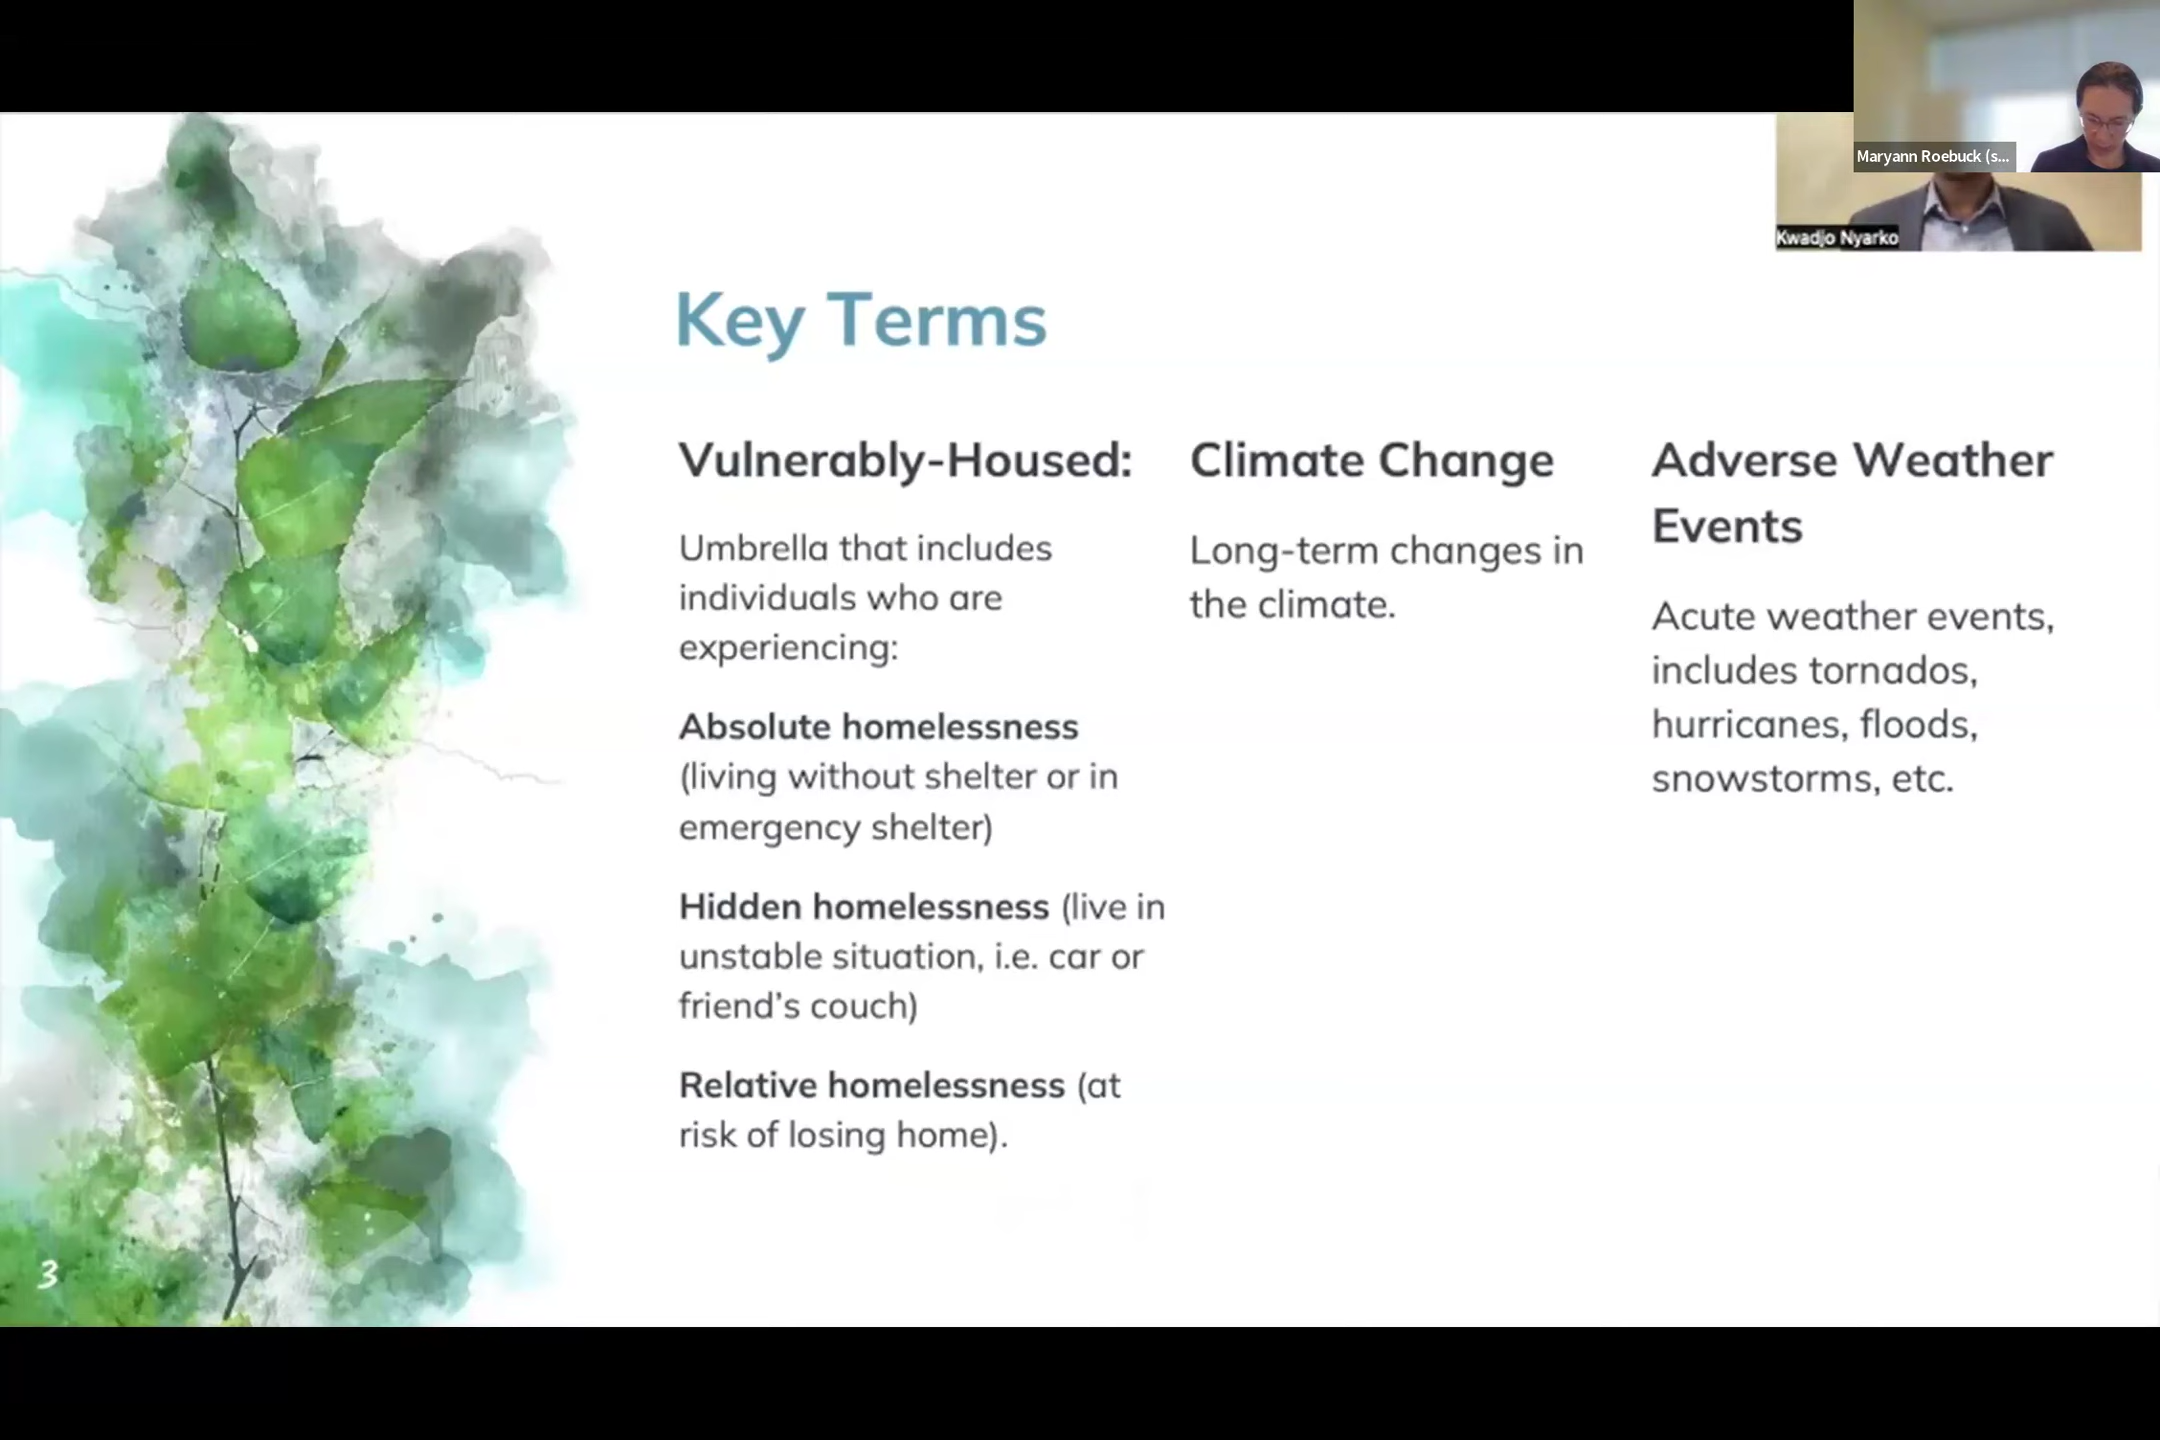 Maryann Roebuck (s...
Kwadjo Nyarko
Key Terms
Vulnerably-Housed:
Umbrella that includes
individuals who are
experiencing:
Absolute homelessness
(living without shelter or in
emergency shelter)
Hidden homelessness (live in
unstable situation, i.e. car or
friend's couch)
Relative homelessness (at
risk of losing home).
Climate Change
Long-term changes in
the climate.
Adverse Weather
Events
Acute weather events,
includes tornados,
hurricanes, floods,
snowstorms, etc.
3